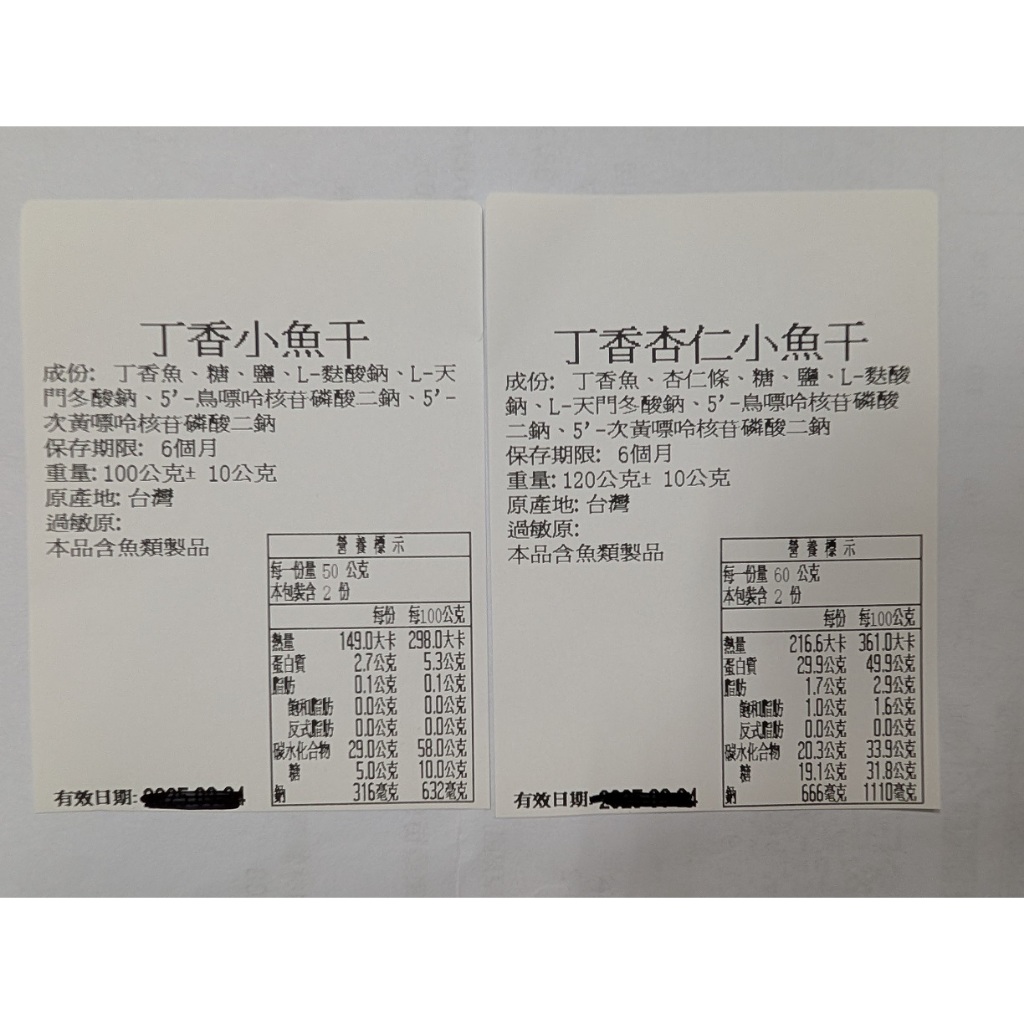 丁香小魚干
成份: 丁香魚、糖、鹽、L-麩酸鈉、L-天
門冬酸鈉、5'-鳥嘌呤核苷磷酸二鈉、5'-
次黃嘌呤核苷磷酸二鈉
保存期限: 6個月
重量: 100公克± 10公克
原產地: 台灣
過敏原:
本品含魚類製品
營養標示
每一份量 50 公克
本包裝含 2 份
每份 每100公克
熱量 149.0大卡 298.0大卡
蛋白質 2.7公克 5.3公克
脂肪 0.1公克 0.1公克
飽和脂肪 0.0公克 0.0公克
反式脂肪 0.0公克 0.0公克
碳水化合物 29.0公克 58.0公克
糖 5.0公克 10.0公克
鈉 316毫克 632毫克
有效日期:
丁香杏仁小魚干
成份: 丁香魚、杏仁條、糖、鹽、L-麩酸
鈉、L-天門冬酸鈉、5'-鳥嘌呤核苷磷酸
二鈉、5'-次黃嘌呤核苷磷酸二鈉
保存期限: 6個月
重量: 120公克± 10公克
原產地: 台灣
過敏原:
本品含魚類製品
營養標示
每一份量 60 公克
本包裝含 2 份
每份 每100公克
熱量 216.6大卡 361.0大卡
蛋白質 29.9公克 49.9公克
脂肪 1.7公克 2.9公克
飽和脂肪 1.0公克 1.6公克
反式脂肪 0.0公克 0.0公克
碳水化合物 20.3公克 33.9公克
糖 19.1公克 31.8公克
鈉 666毫克 1110毫克
有效日期: